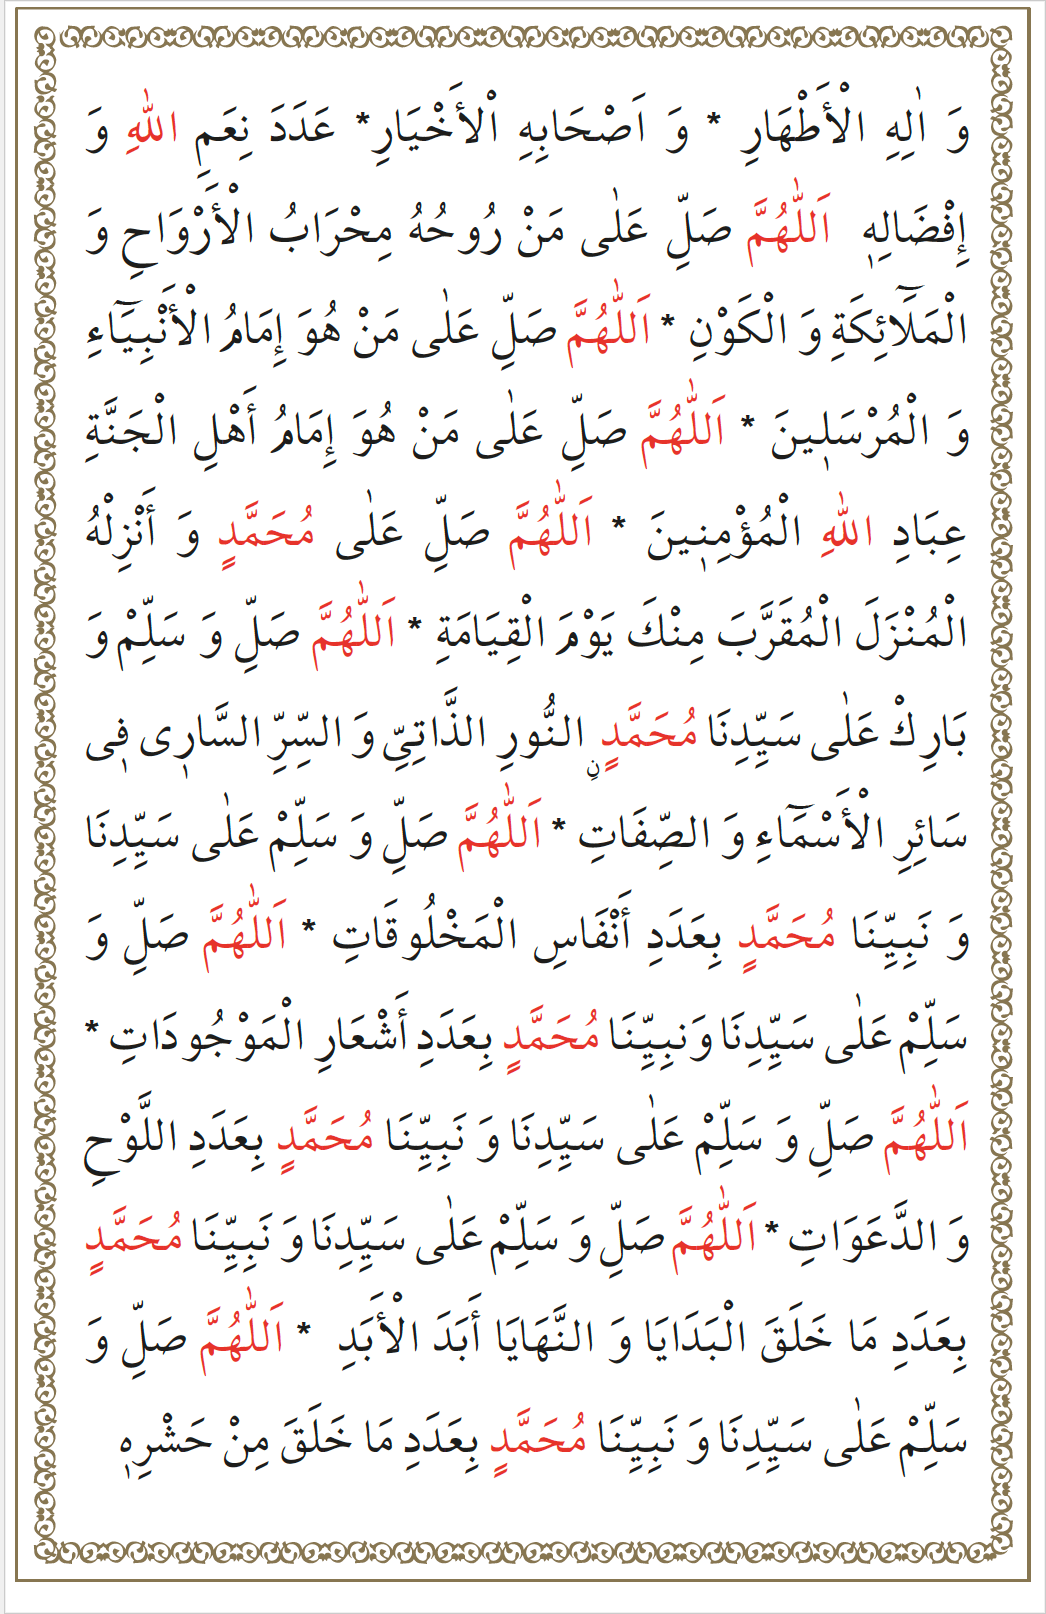 وَ اٰلِهِ الْأَطْهَارِ * وَ اَصْحَابِهِ الْأَخْيَارِ* عَدَدَ نِعَمِ اللّٰهِ وَ
إِفْضَالِهٖ اَللّٰهُمَّ صَلِّ عَلٰى مَنْ رُوحُهُ مِحْرَابُ الْأَرْوَاحِ وَ
الْمَلَآئِكَةِ وَ الْكَوْنِ * اَللّٰهُمَّ صَلِّ عَلٰى مَنْ هُوَ إِمَامُ الْأَنْبِيَآءِ
وَ الْمُرْسَلٖينَ * اَللّٰهُمَّ صَلِّ عَلٰى مَنْ هُوَ إِمَامُ أَهْلِ الْجَنَّةِ
عِبَادِ اللّٰهِ الْمُؤْمِنٖينَ * اَللّٰهُمَّ صَلِّ عَلٰى مُحَمَّدٍ وَ أَنْزِلْهُ
الْمُنْزَلَ الْمُقَرَّبَ مِنْكَ يَوْمَ الْقِيَامَةِ * اَللّٰهُمَّ صَلِّ وَ سَلِّمْ وَ
بَارِكْ عَلٰى سَيِّدِنَا مُحَمَّدٍ نِ النُّورِ الذَّاتِىِّ وَ السِّرِّ السَّارٖى فٖى
سَائِرِ الْأَسْمَآءِ وَ الصِّفَاتِ * اَللّٰهُمَّ صَلِّ وَ سَلِّمْ عَلٰى سَيِّدِنَا
وَ نَبِيِّنَا مُحَمَّدٍ بِعَدَدِ أَنْفَاسِ الْمَخْلُوقَاتِ * اَللّٰهُمَّ صَلِّ وَ
سَلِّمْ عَلٰى سَيِّدِنَا وَنبِيِّنَا مُحَمَّدٍ بِعَدَدِ أَشْعَارِ الْمَوْجُودَاتِ *
اَللّٰهُمَّ صَلِّ وَ سَلِّمْ عَلٰى سَيِّدِنَا وَ نَبِيِّنَا مُحَمَّدٍ بِعَدَدِ اللَّوْحِ
وَ الدَّعَوَاتِ * اَللّٰهُمَّ صَلِّ وَ سَلِّمْ عَلٰى سَيِّدِنَا وَ نَبِيِّنَا مُحَمَّدٍ
بِعَدَدِ مَا خَلَقَ الْبَدَايَا وَ النَّهَايَا أَبَدَ الْأَبَدِ * اَللّٰهُمَّ صَلِّ وَ
سَلِّمْ عَلٰى سَيِّدِنَا وَ نَبِيِّنَا مُحَمَّدٍ بِعَدَدِ مَا خَلَقَ مِنْ حَشْرِهٖ